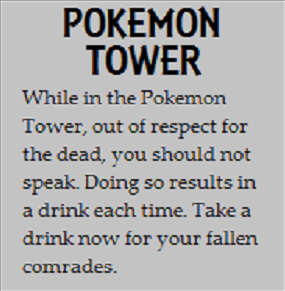 POKEMON
TOWER
While in the Pokemon
Tower, out of respect for
the dead, you should not
speak. Doing so results in
a drink each time. Take a
drink now for your fallen
comrades.